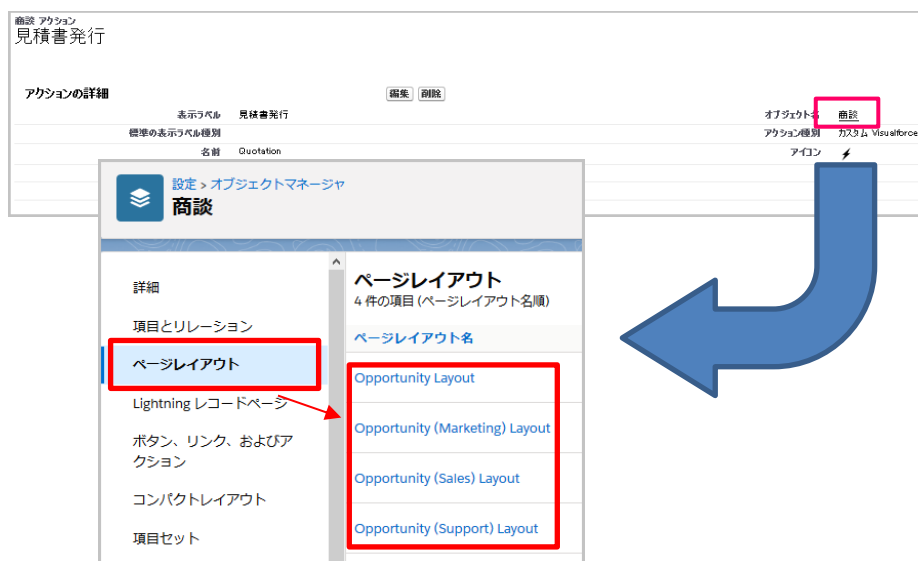 商談 アクション
見積書発行
アクションの詳細
編集 削除
表示ラベル 見積書発行
オブジェクト名 商談
標準の表示ラベル種別
アクション種別 カスタム Visualforce
名前 Quotation
アイコン
設定 > オブジェクトマネージャ
商談
詳細
項目とリレーション
ページレイアウト
Lightning レコードページ
ボタン、リンク、およびア
クション
コンパクトレイアウト
項目セット
ページレイアウト
4 件の項目 (ページレイアウト名順)
ページレイアウト名
Opportunity Layout
Opportunity (Marketing) Layout
Opportunity (Sales) Layout
Opportunity (Support) Layout